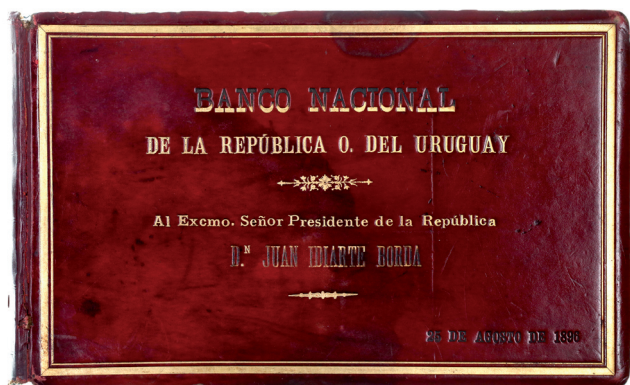 BANCO NACIONAL
DE LA REPÚBLICA O. DEL URUGUAY
Al Excmo. Señor Presidente de la República
D.N JUAN IDIARTE BORDA
25 DE AGOSTO DE 1896